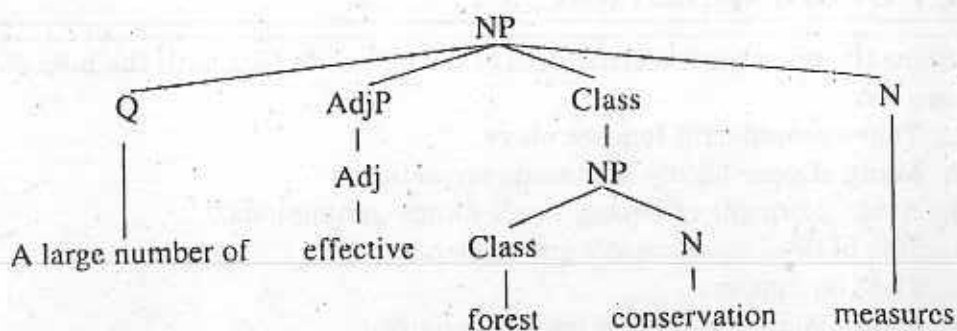 NP
Q AdjP Class N
Adj NP
A large number of effective Class N
forest conservation measures